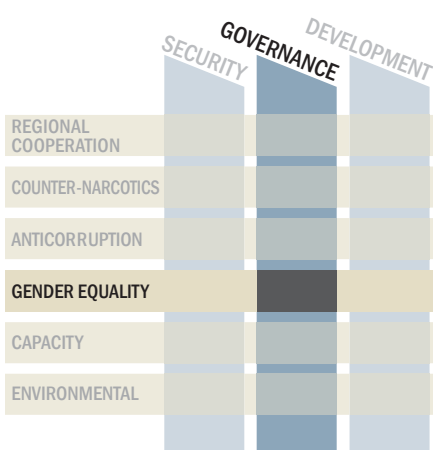 SECURITY
GOVERNANCE
DEVELOPMENT
REGIONAL
COOPERATION
COUNTER-NARCOTICS
ANTICORRUPTION
GENDER EQUALITY
CAPACITY
ENVIRONMENTAL